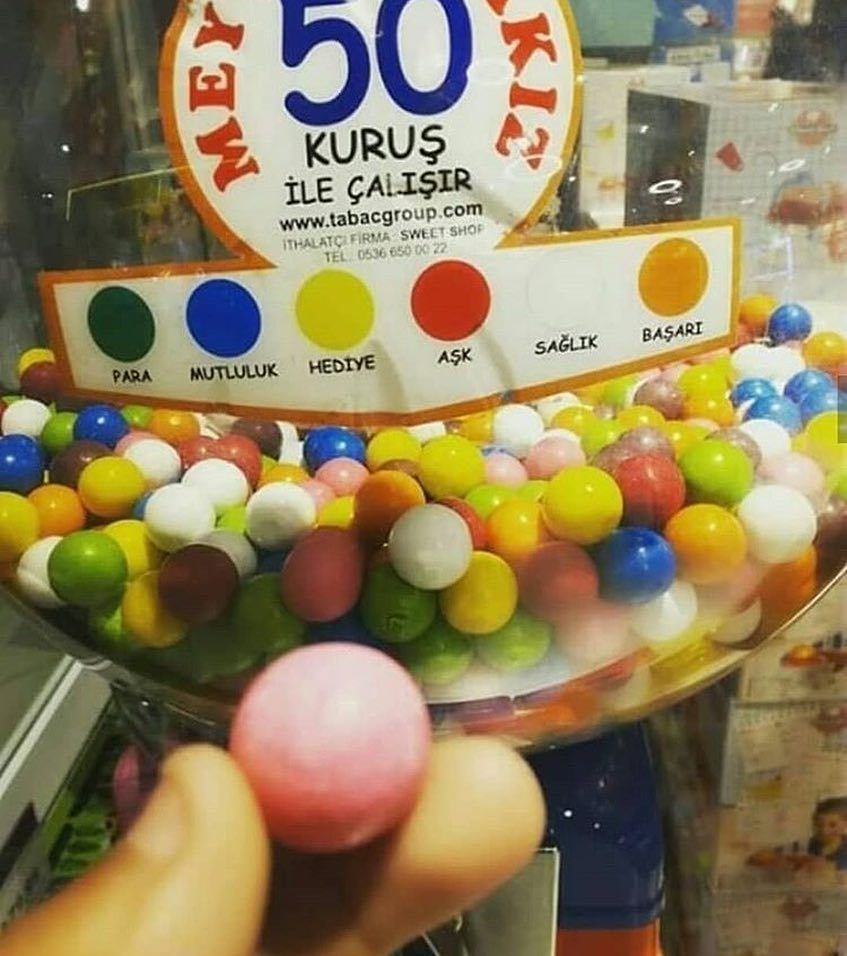 50
KURUŞ
İLE ÇALIŞIR
www.tabacgroup.com
İTHALATÇI FİRMA : SWEET SHOP
TEL : 0536 650 00 22
PARA MUTLULUK HEDİYE AŞK SAĞLIK BAŞARI